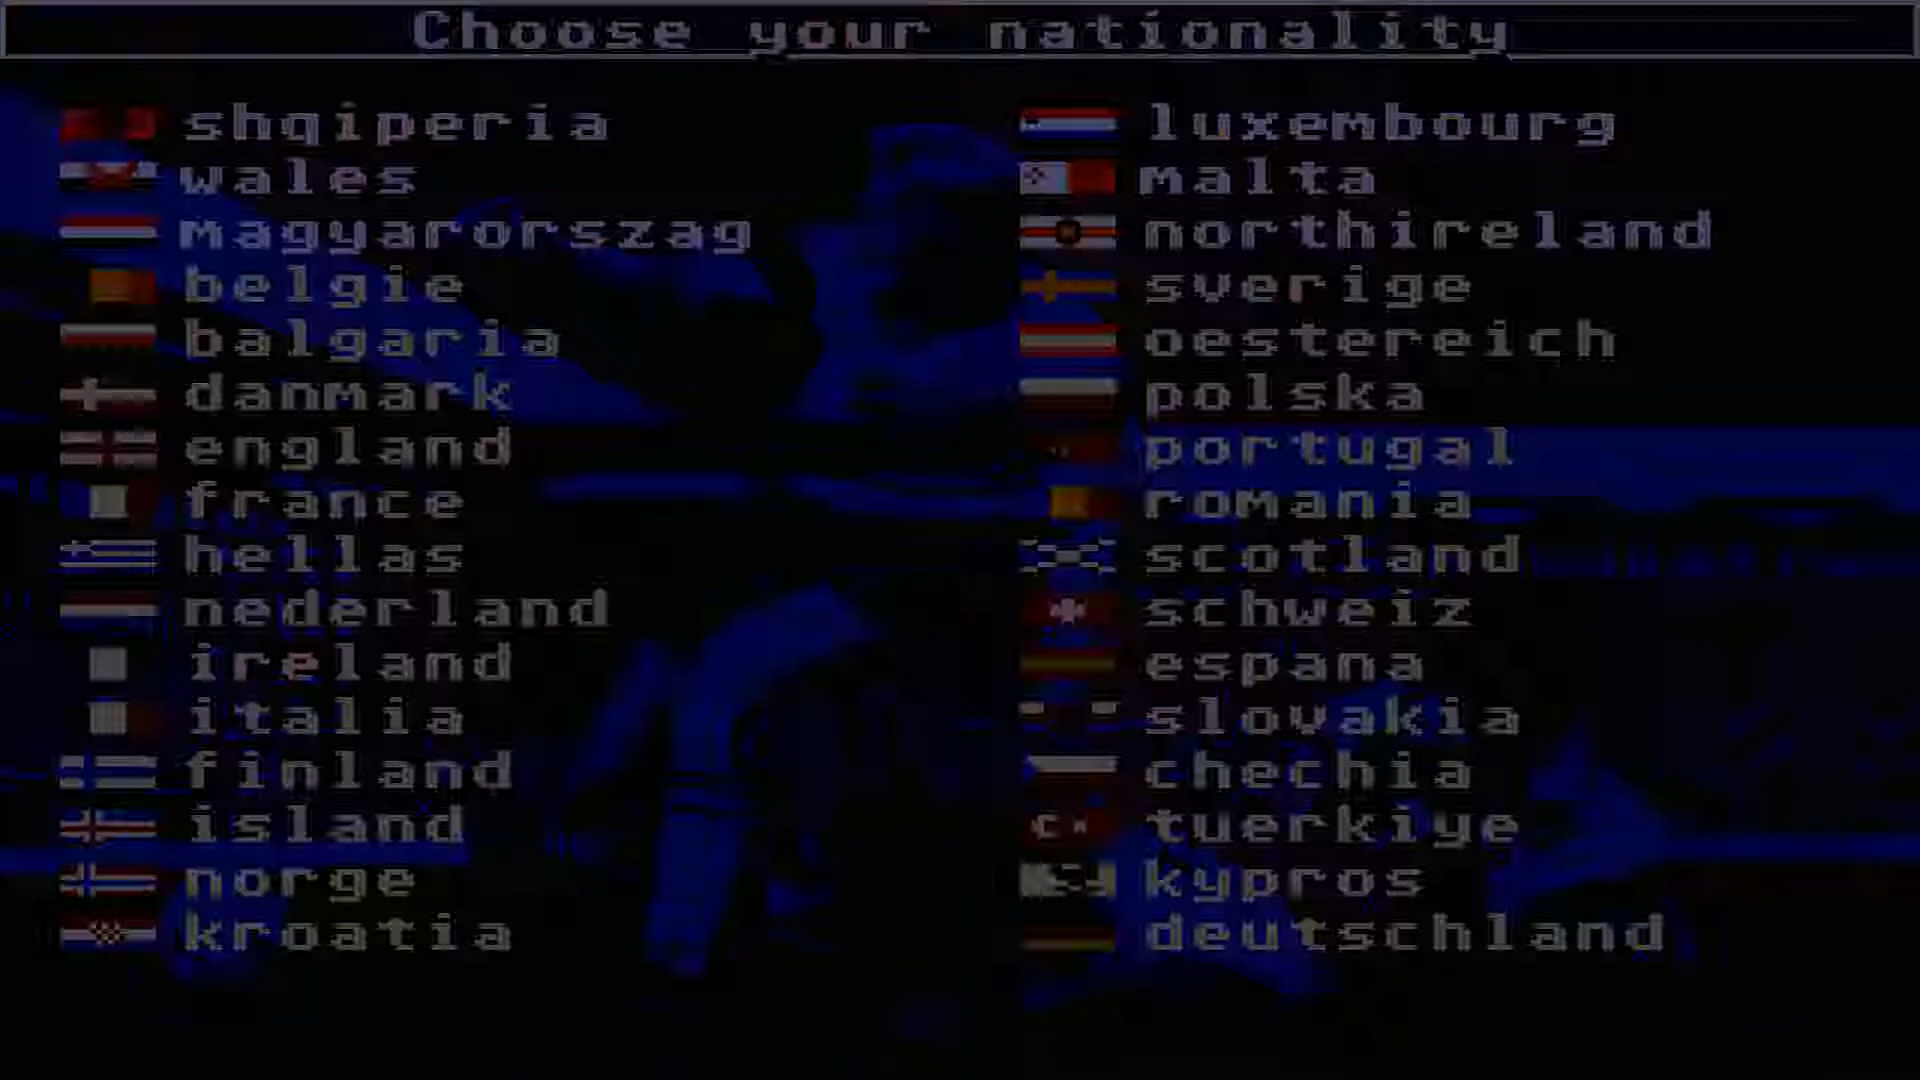 Choose your nationality
shqiperia
wales
magyarorszag
belgie
balgaria
danmark
england
france
hellas
nederland
ireland
italia
finland
island
norge
kroatia
luxembourg
malta
northireland
sverige
oestereich
polska
portugal
romania
scotland
schweiz
espana
slovakia
chechia
tuerkiye
kypros
deutschland